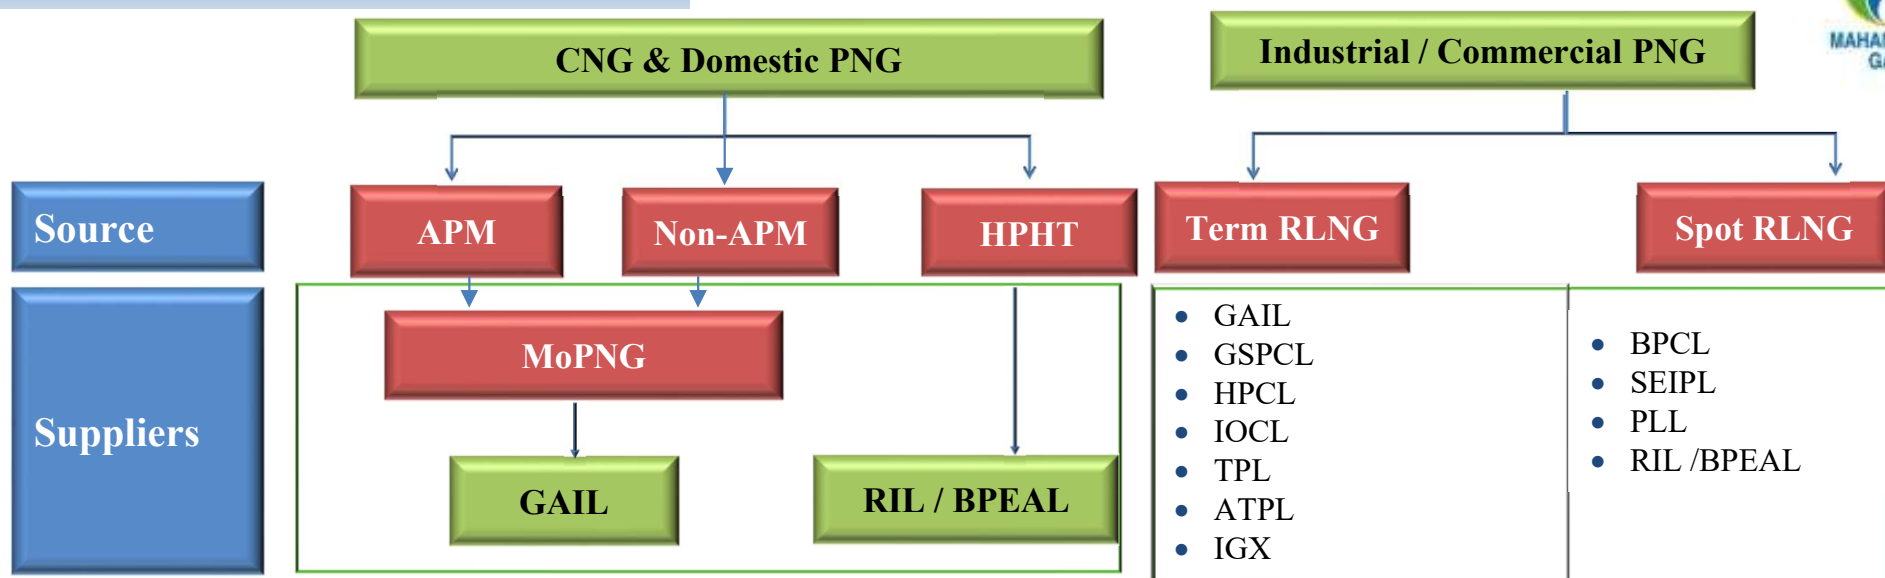 CNG & Domestic PNG
Industrial / Commercial PNG
Source
APM
Non-APM
HPHT
Term RLNG
Spot RLNG
Suppliers
MoPNG
GAIL
RIL / BPEAL
• GAIL
• GSPCL
• HPCL
• IOCL
• TPL
• ATPL
• IGX
• BPCL
• SEIPL
• PLL
• RIL /BPEAL